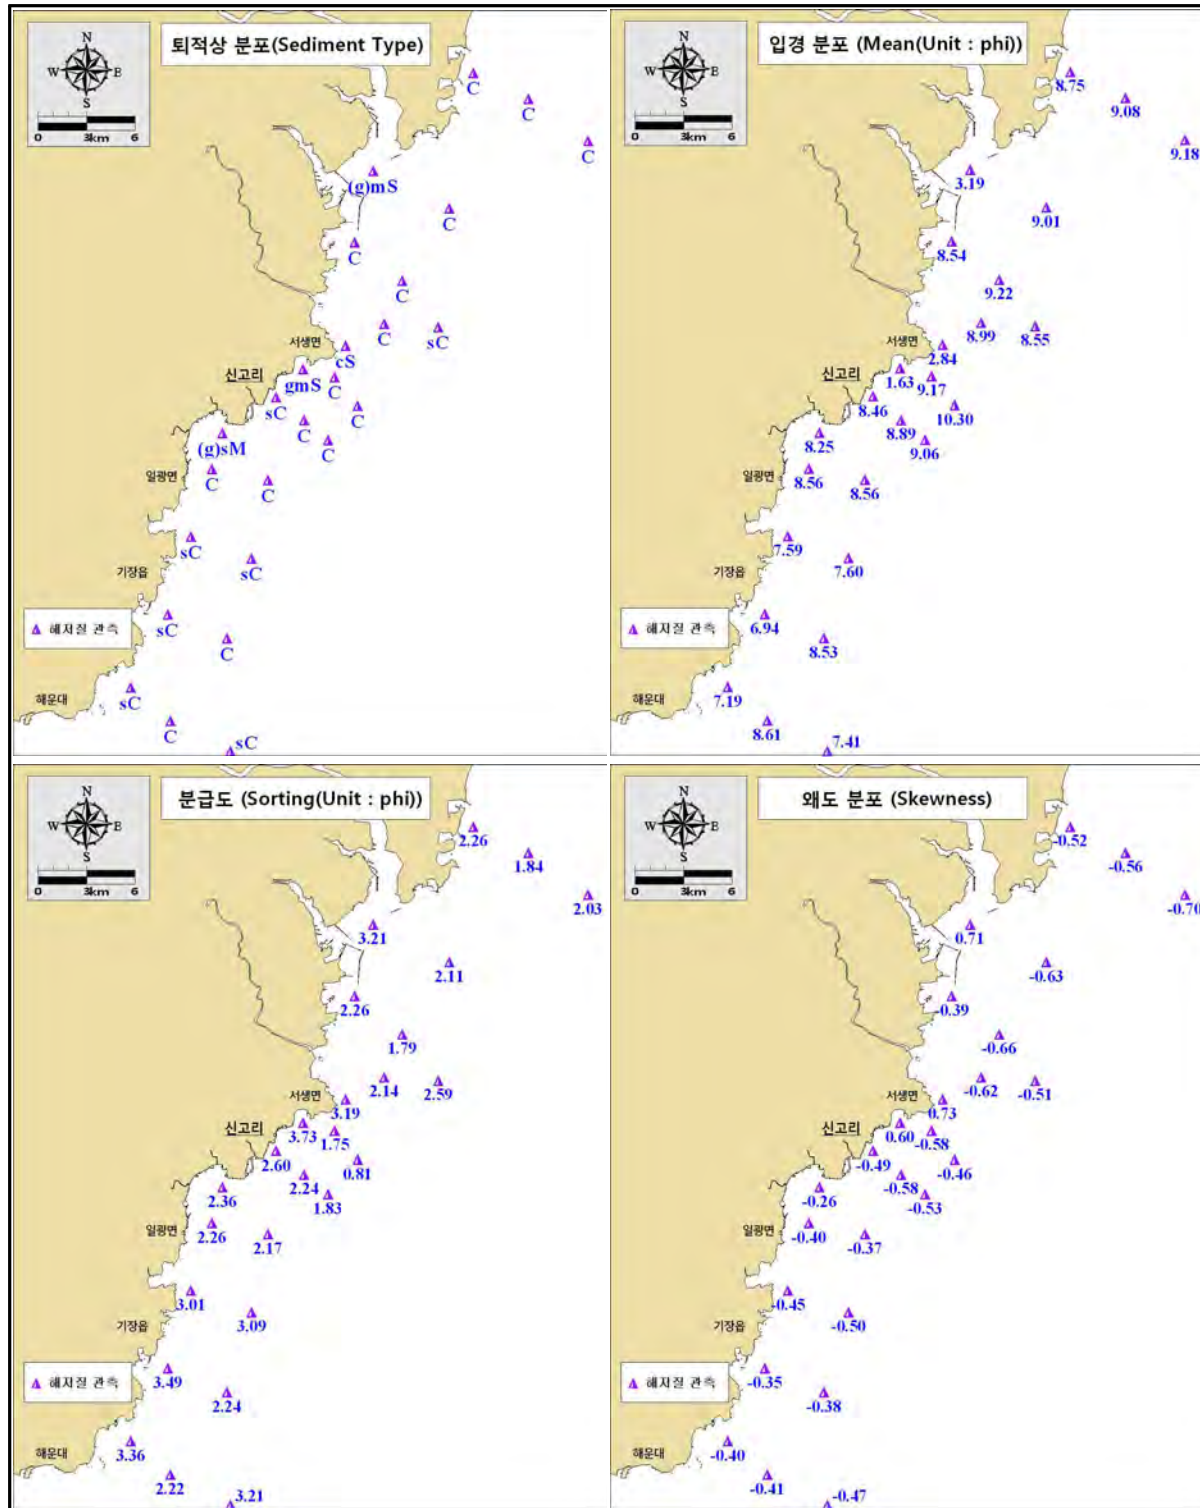 퇴적상 분포(Sediment Type)
N
W E
S
0 3km 6
C
C
C
(g)mS
C
C
C
C
sC
서생면
cS
gmS
C
신고리
sC
C
C
C
(g)sM
일광면
C
C
sC
sC
기장읍
sC
해저질 관측
C
sC
해운대
C
sC
입경 분포 (Mean(Unit : phi))
N
W E
S
0 3km 6
8.75
9.08
9.18
3.19
9.01
8.54
9.22
8.99
8.55
서생면
2.84
1.63
9.17
신고리
8.46
10.30
8.89
8.25
9.06
일광면
8.56
8.56
7.59
7.60
기장읍
6.94
해저질 관측
8.53
7.19
해운대
8.61
7.41
분급도 (Sorting(Unit : phi))
N
W E
S
0 3km 6
2.26
1.84
2.03
3.21
2.11
2.26
1.79
2.14
2.59
서생면
3.19
3.73
1.75
신고리
2.60
0.81
2.24
2.36
1.83
일광면
2.26
2.17
3.01
3.09
기장읍
3.49
해저질 관측
2.24
3.36
해운대
2.22
3.21
왜도 분포 (Skewness)
N
W E
S
0 3km 6
-0.52
-0.56
-0.70
0.71
-0.63
-0.39
-0.66
-0.62
-0.51
서생면
0.73
0.60
-0.58
신고리
-0.49
-0.46
-0.58
-0.26
-0.53
일광면
-0.40
-0.37
-0.45
-0.50
기장읍
-0.35
해저질 관측
-0.38
-0.40
해운대
-0.41
-0.47